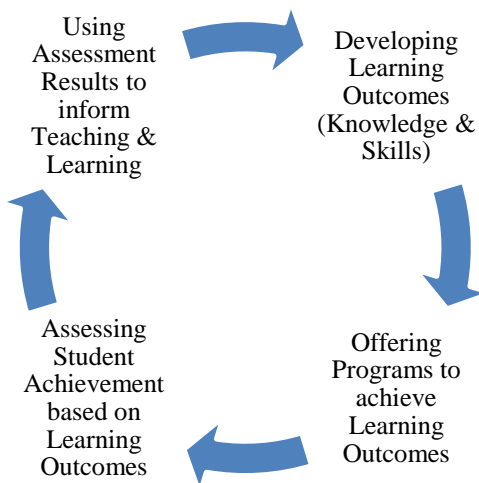 Using
Assessment
Results to
inform
Teaching &
Learning
Developing
Learning
Outcomes
(Knowledge &
Skills)
Offering
Programs to
achieve
Learning
Outcomes
Assessing
Student
Achievement
based on
Learning
Outcomes